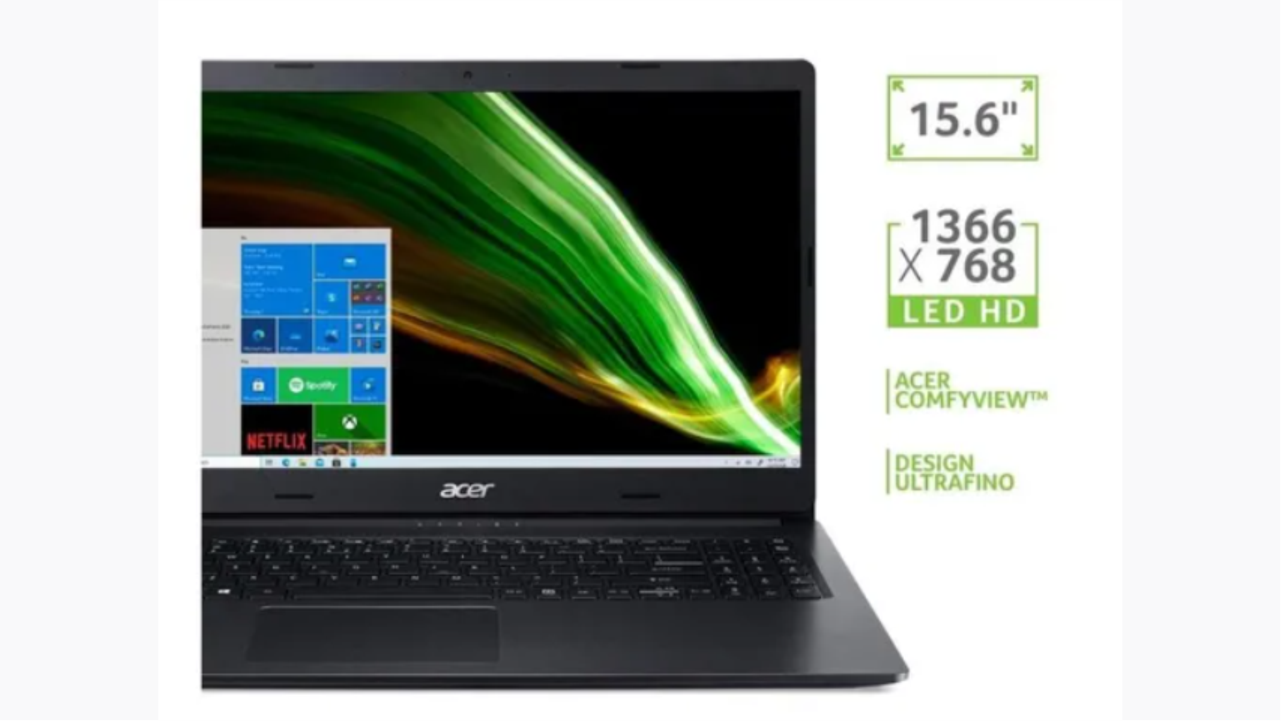 15.6"
1366
X 768
LED HD
ACER
COMFYVIEW™
DESIGN
ULTRAFINO
Spotify
NETFLIX
acer